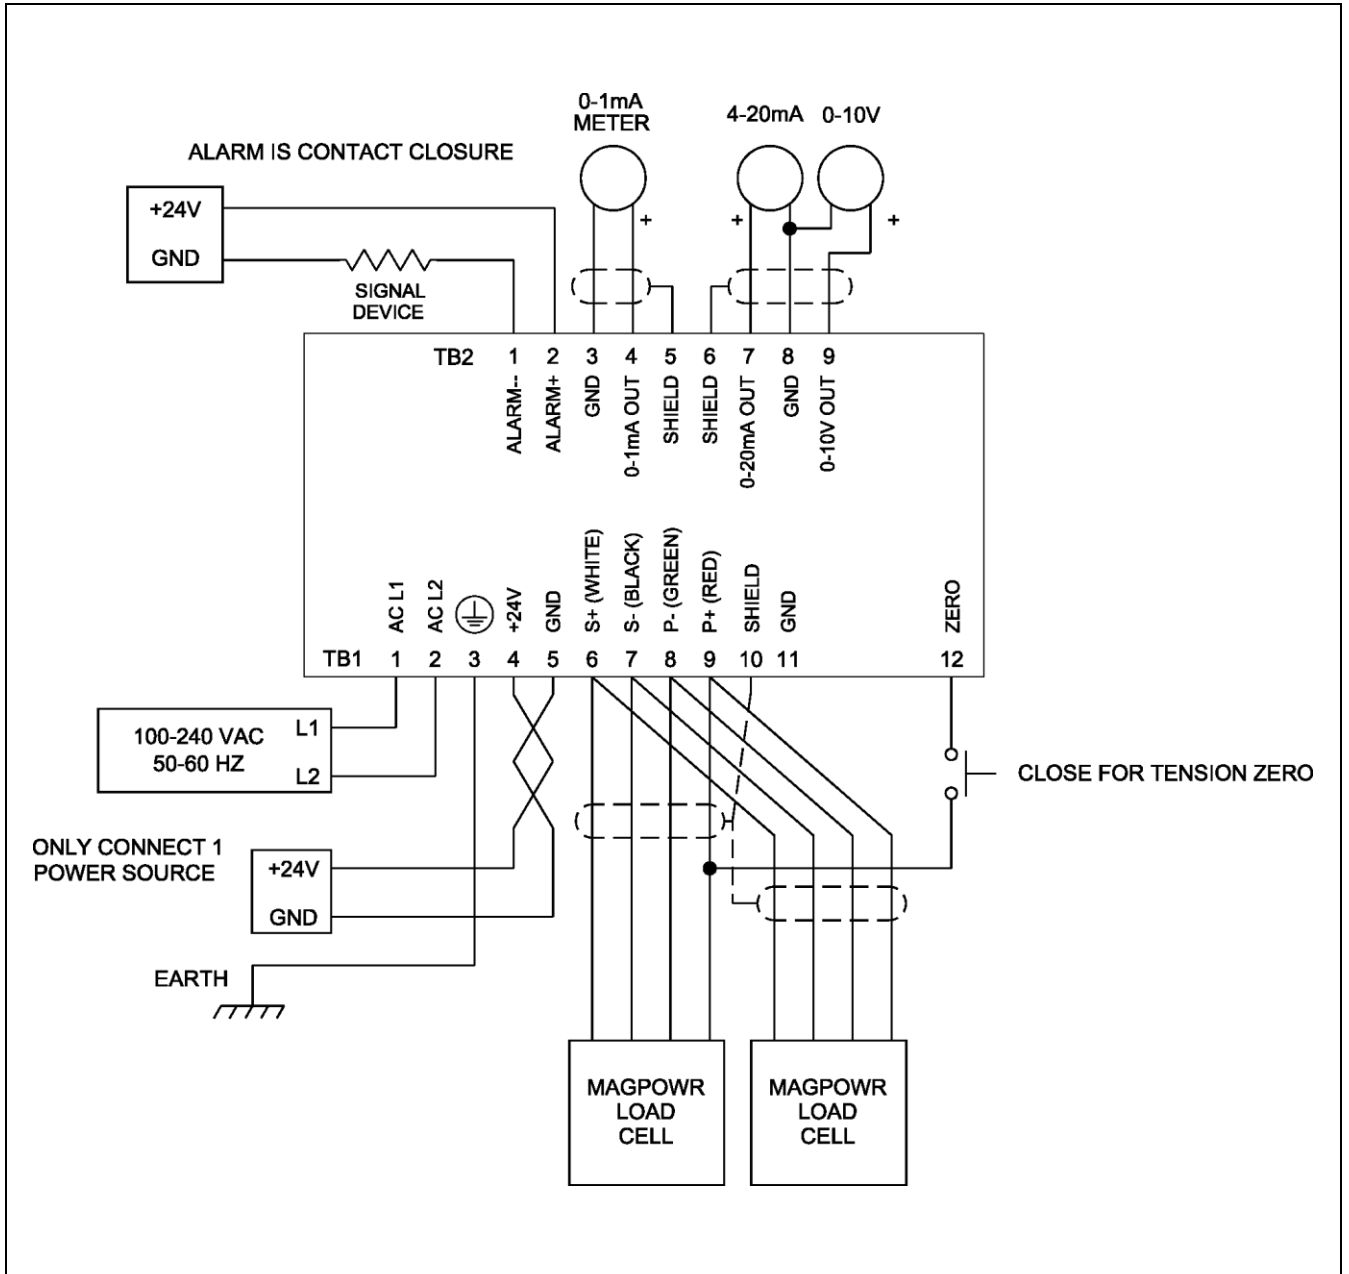 0-1mA
METER
4-20mA
0-10V
ALARM IS CONTACT CLOSURE
+24V
GND
SIGNAL
DEVICE
+
+
+
TB2
1
2
3
4
5
6
7
8
9
ALARM--
ALARM+
GND
0-1mA OUT
SHIELD
SHIELD
0-20mA OUT
GND
0-10V OUT
AC L1
AC L2
+24V
GND
S+ (WHITE)
S- (BLACK)
P- (GREEN)
P+ (RED)
SHIELD
GND
ZERO
TB1
1
2
3
4
5
6
7
8
9
10
11
12
100-240 VAC
50-60 HZ
L1
L2
CLOSE FOR TENSION ZERO
ONLY CONNECT 1
POWER SOURCE
+24V
GND
EARTH
MAGPOWR
LOAD
CELL
MAGPOWR
LOAD
CELL